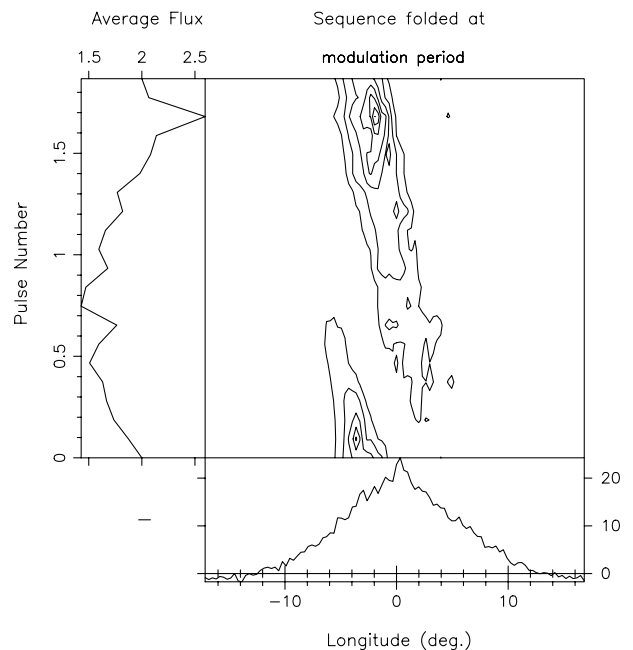 Average Flux
Sequence folded at
1.5 2 2.5
modulation period
Pulse Number
1.5
1
0.5
0
20
10
0
−10 0 10
Longitude (deg.)